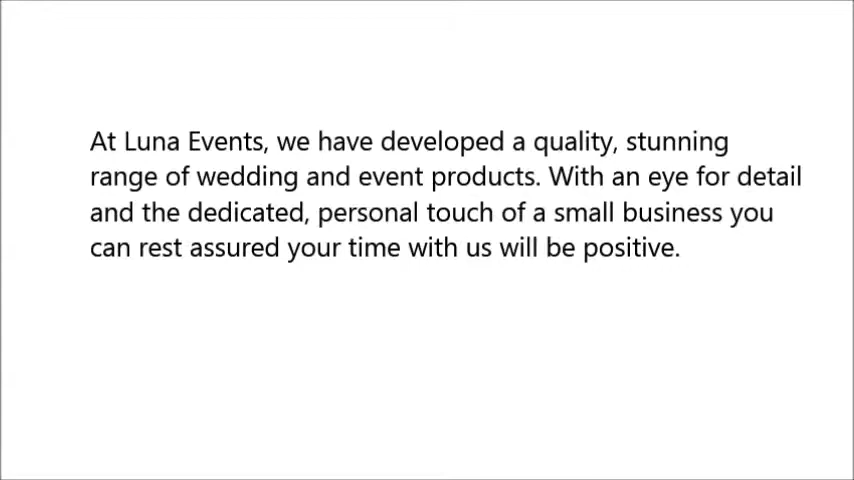 At Luna Events, we have developed a quality, stunning
range of wedding and event products. With an eye for detail
and the dedicated, personal touch of a small business you
can rest assured your time with us will be positive.